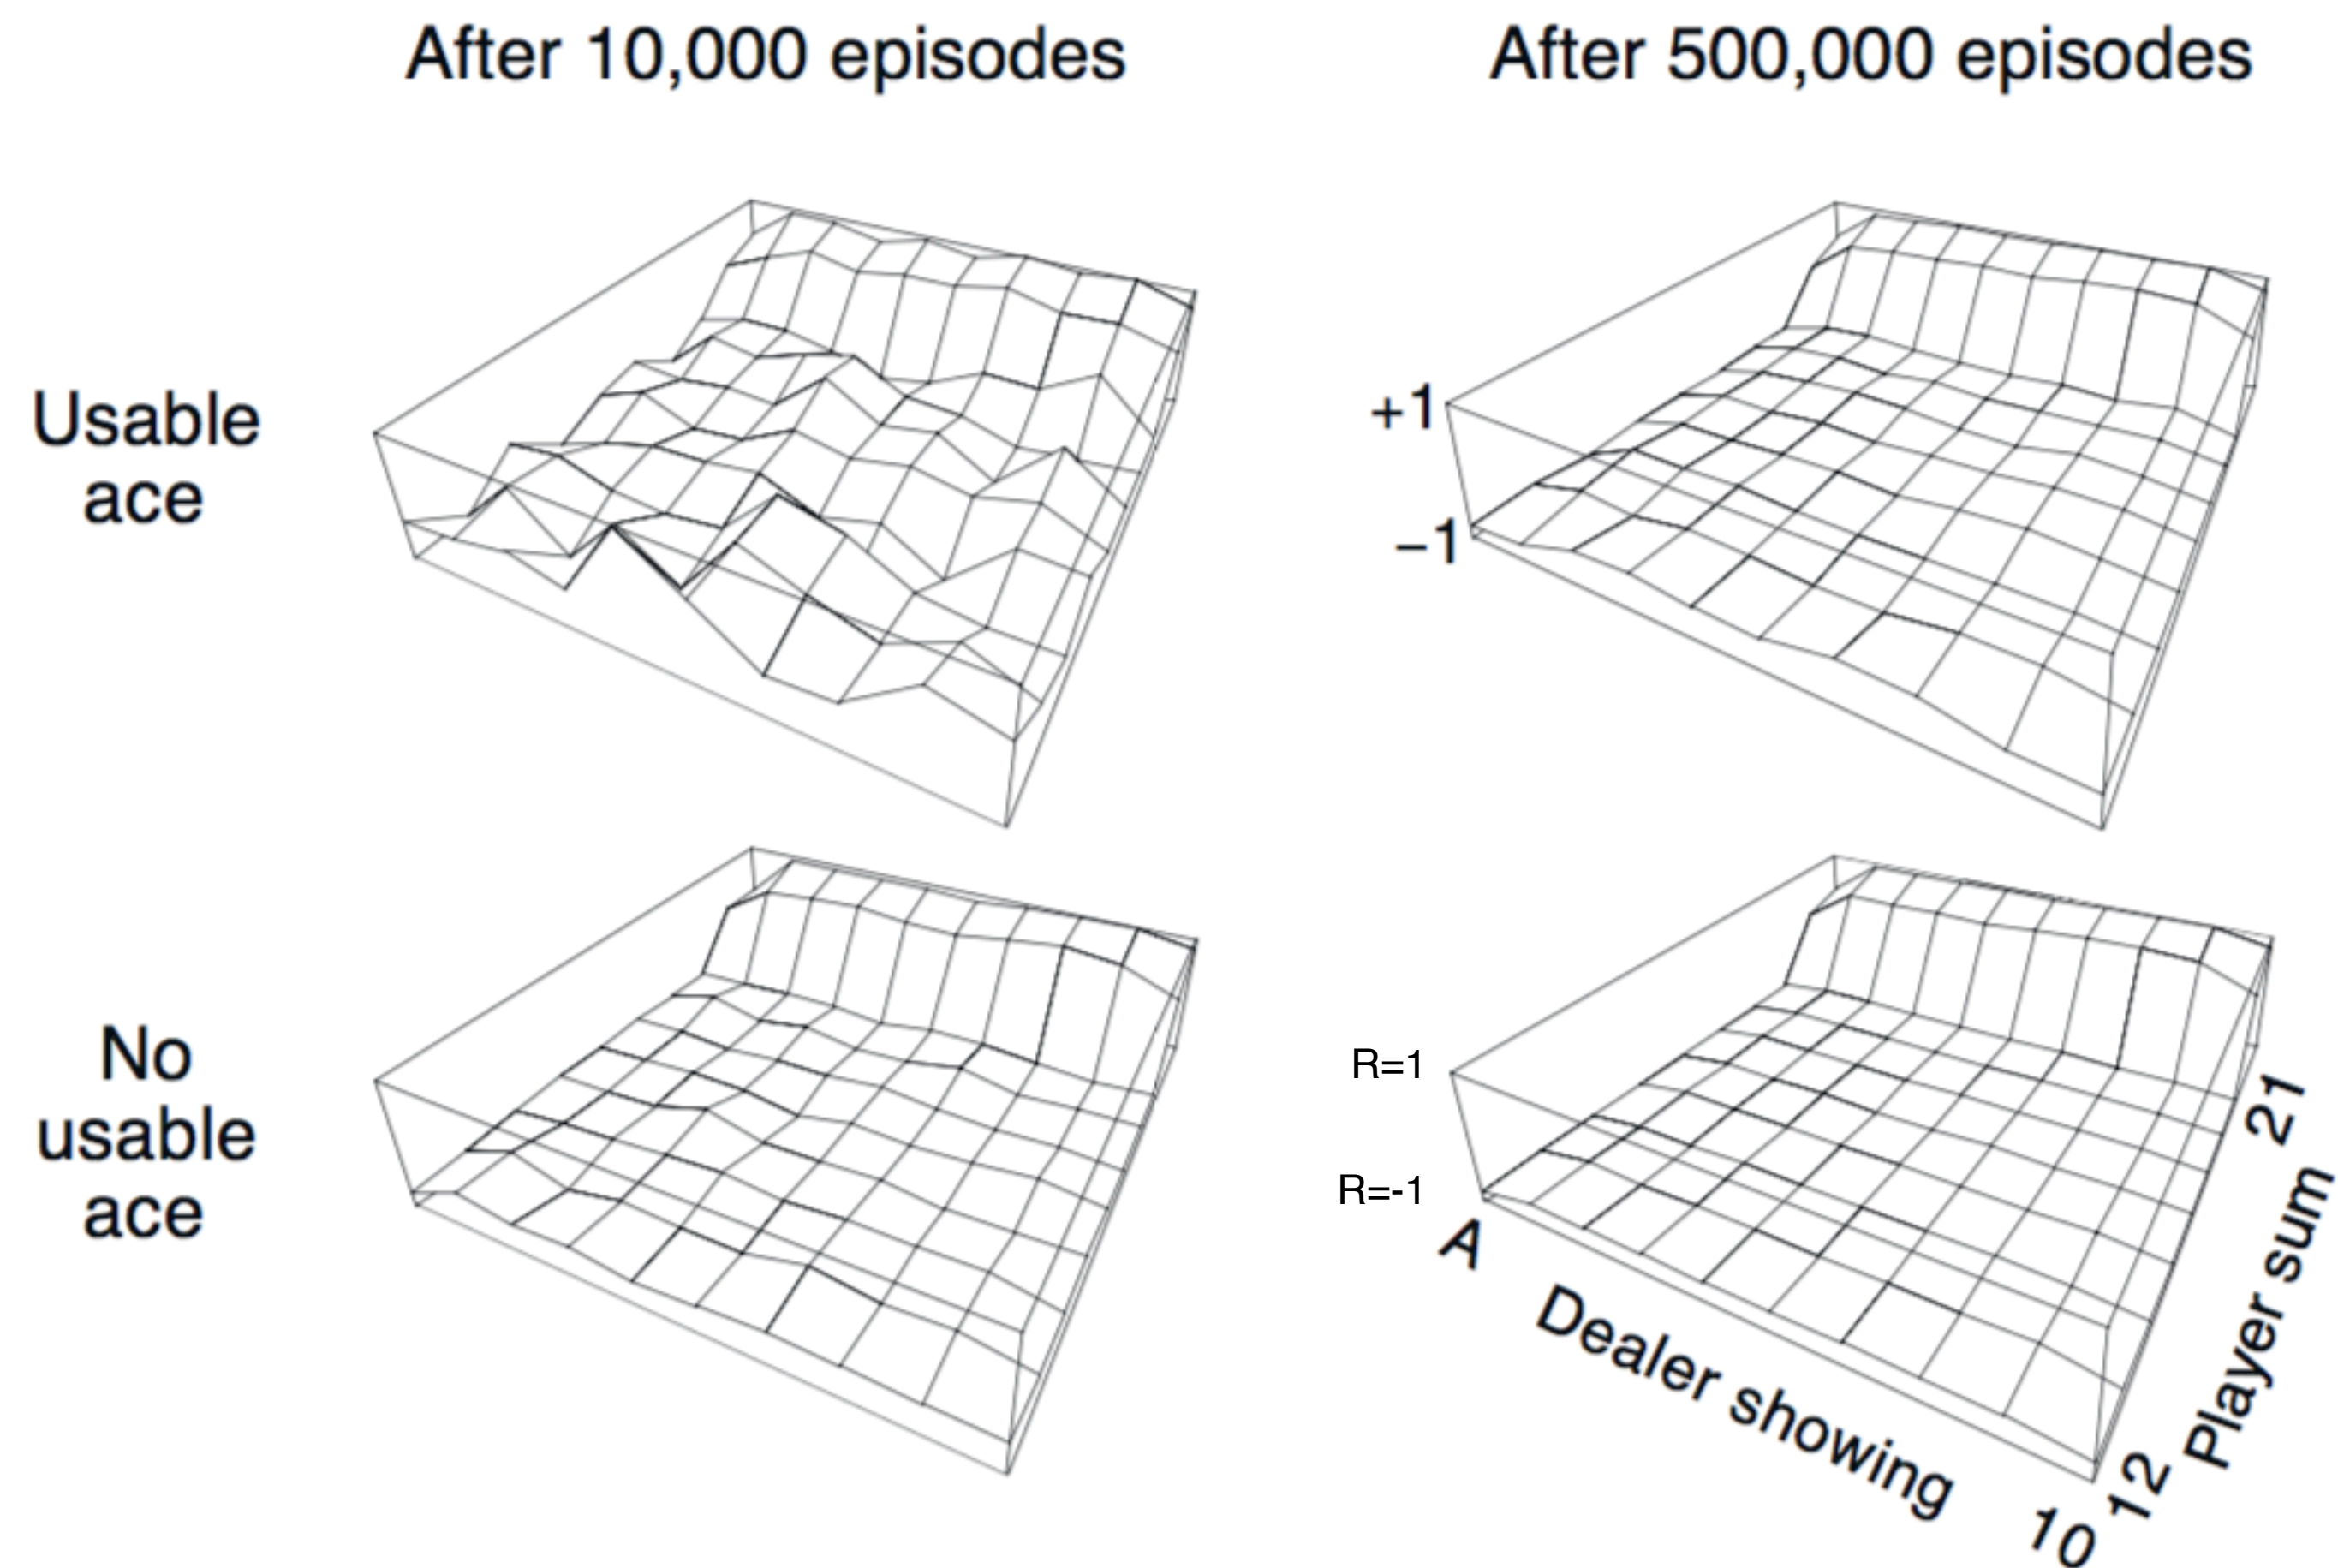 After 10,000 episodes
After 500,000 episodes
Usable
ace
+1
−1
No
usable
ace
R=1
R=-1
A
Dealer showing
10
12
Player sum
21